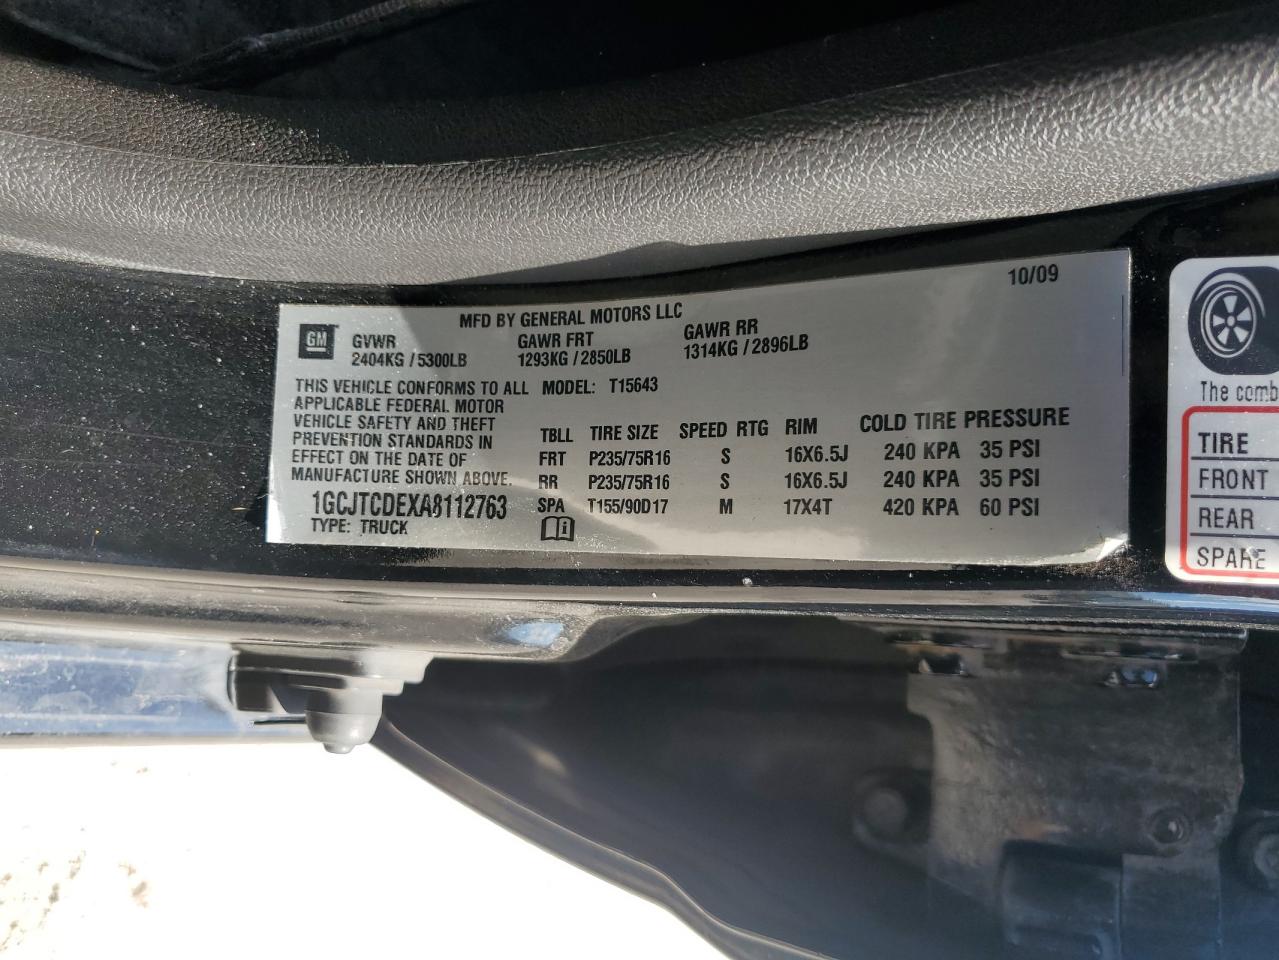 10/09
MFD BY GENERAL MOTORS LLC
GM
GVWR GAWR FRT GAWR RR
2404KG / 5300LB 1293KG / 2850LB 1314KG / 2896LB
THIS VEHICLE CONFORMS TO ALL
APPLICABLE FEDERAL MOTOR
VEHICLE SAFETY AND THEFT
PREVENTION STANDARDS IN
EFFECT ON THE DATE OF
MANUFACTURE SHOWN ABOVE.
1GCJTCDEXA8112763
TYPE: TRUCK
MODEL: T15643
TBLL TIRE SIZE SPEED RTG RIM COLD TIRE PRESSURE
FRT P235/75R16 S 16X6.5J 240 KPA 35 PSI
RR P235/75R16 S 16X6.5J 240 KPA 35 PSI
SPA T155/90D17 M 17X4T 420 KPA 60 PSI
i
The comb
TIRE
FRONT
REAR
SPARE